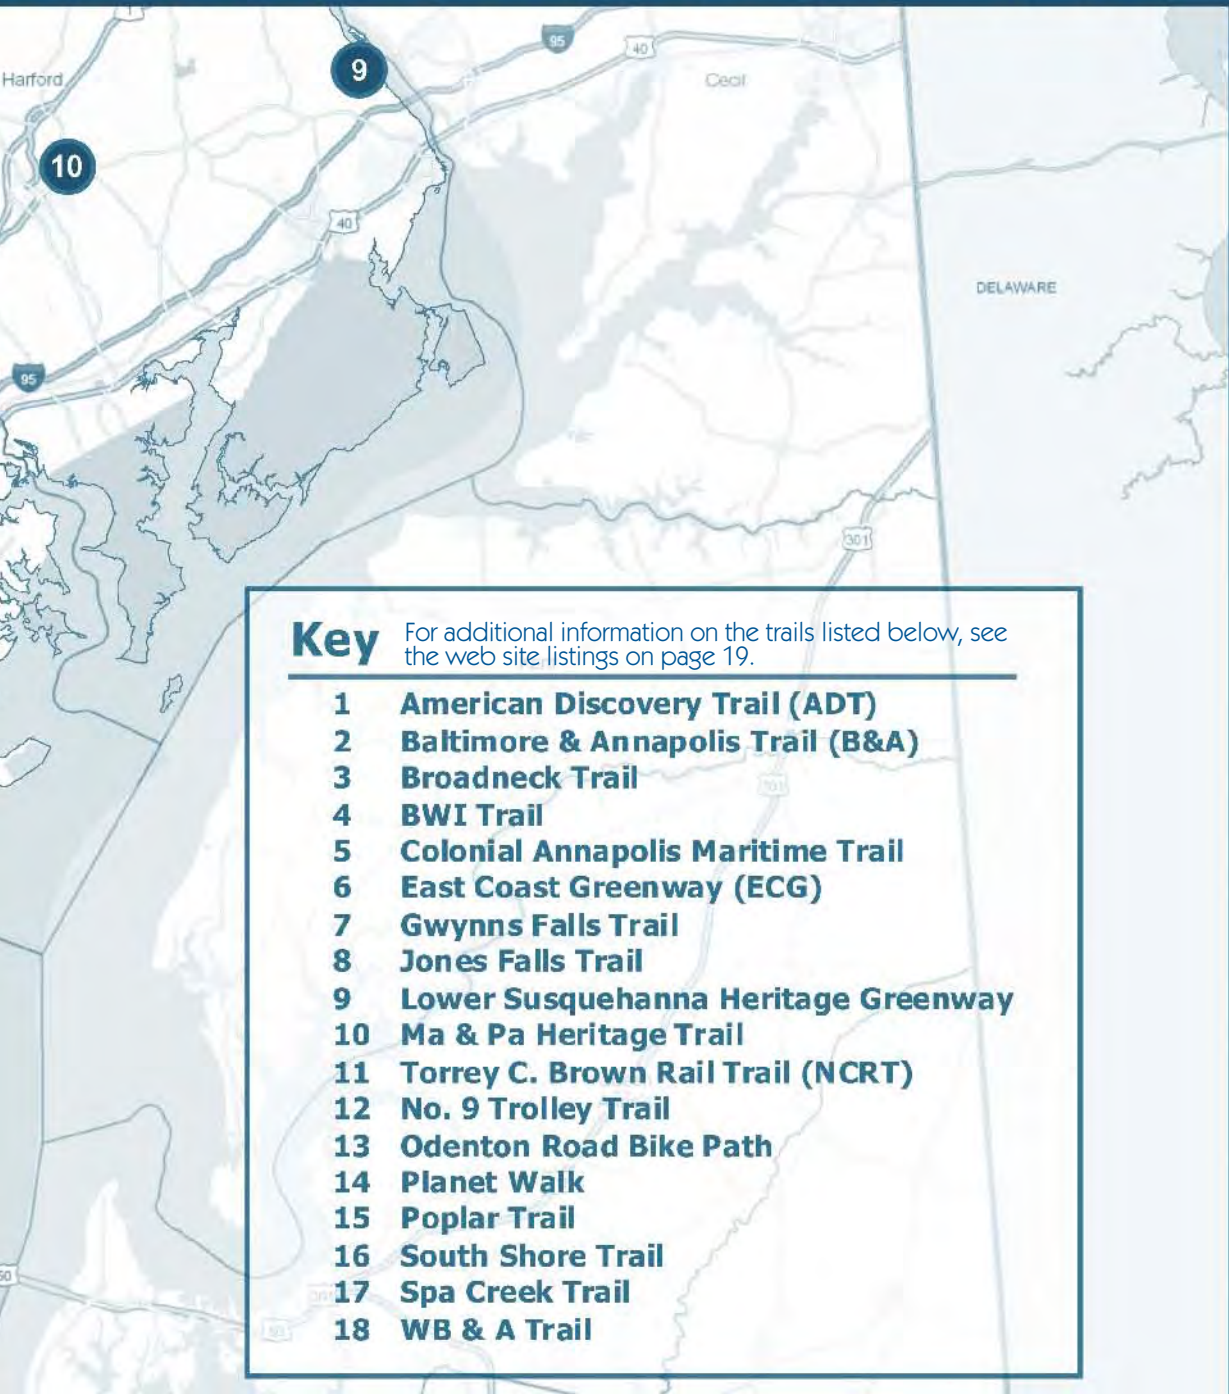 1
95
40
9
Harford
Cecil
10
40
DELAWARE
95
301
Key
For additional information on the trails listed below, see
the web site listings on page 19.
1 American Discovery Trail (ADT)
2 Baltimore & Annapolis Trail (B&A)
3 Broadneck Trail
301
4 BWI Trail
5 Colonial Annapolis Maritime Trail
6 East Coast Greenway (ECG)
7 Gwynns Falls Trail
8 Jones Falls Trail
9 Lower Susquehanna Heritage Greenway
10 Ma & Pa Heritage Trail
11 Torrey C. Brown Rail Trail (NCRT)
12 No. 9 Trolley Trail
13 Odenton Road Bike Path
14 Planet Walk
15 Poplar Trail
16 South Shore Trail
50
17 Spa Creek Trail
18 WB & A Trail